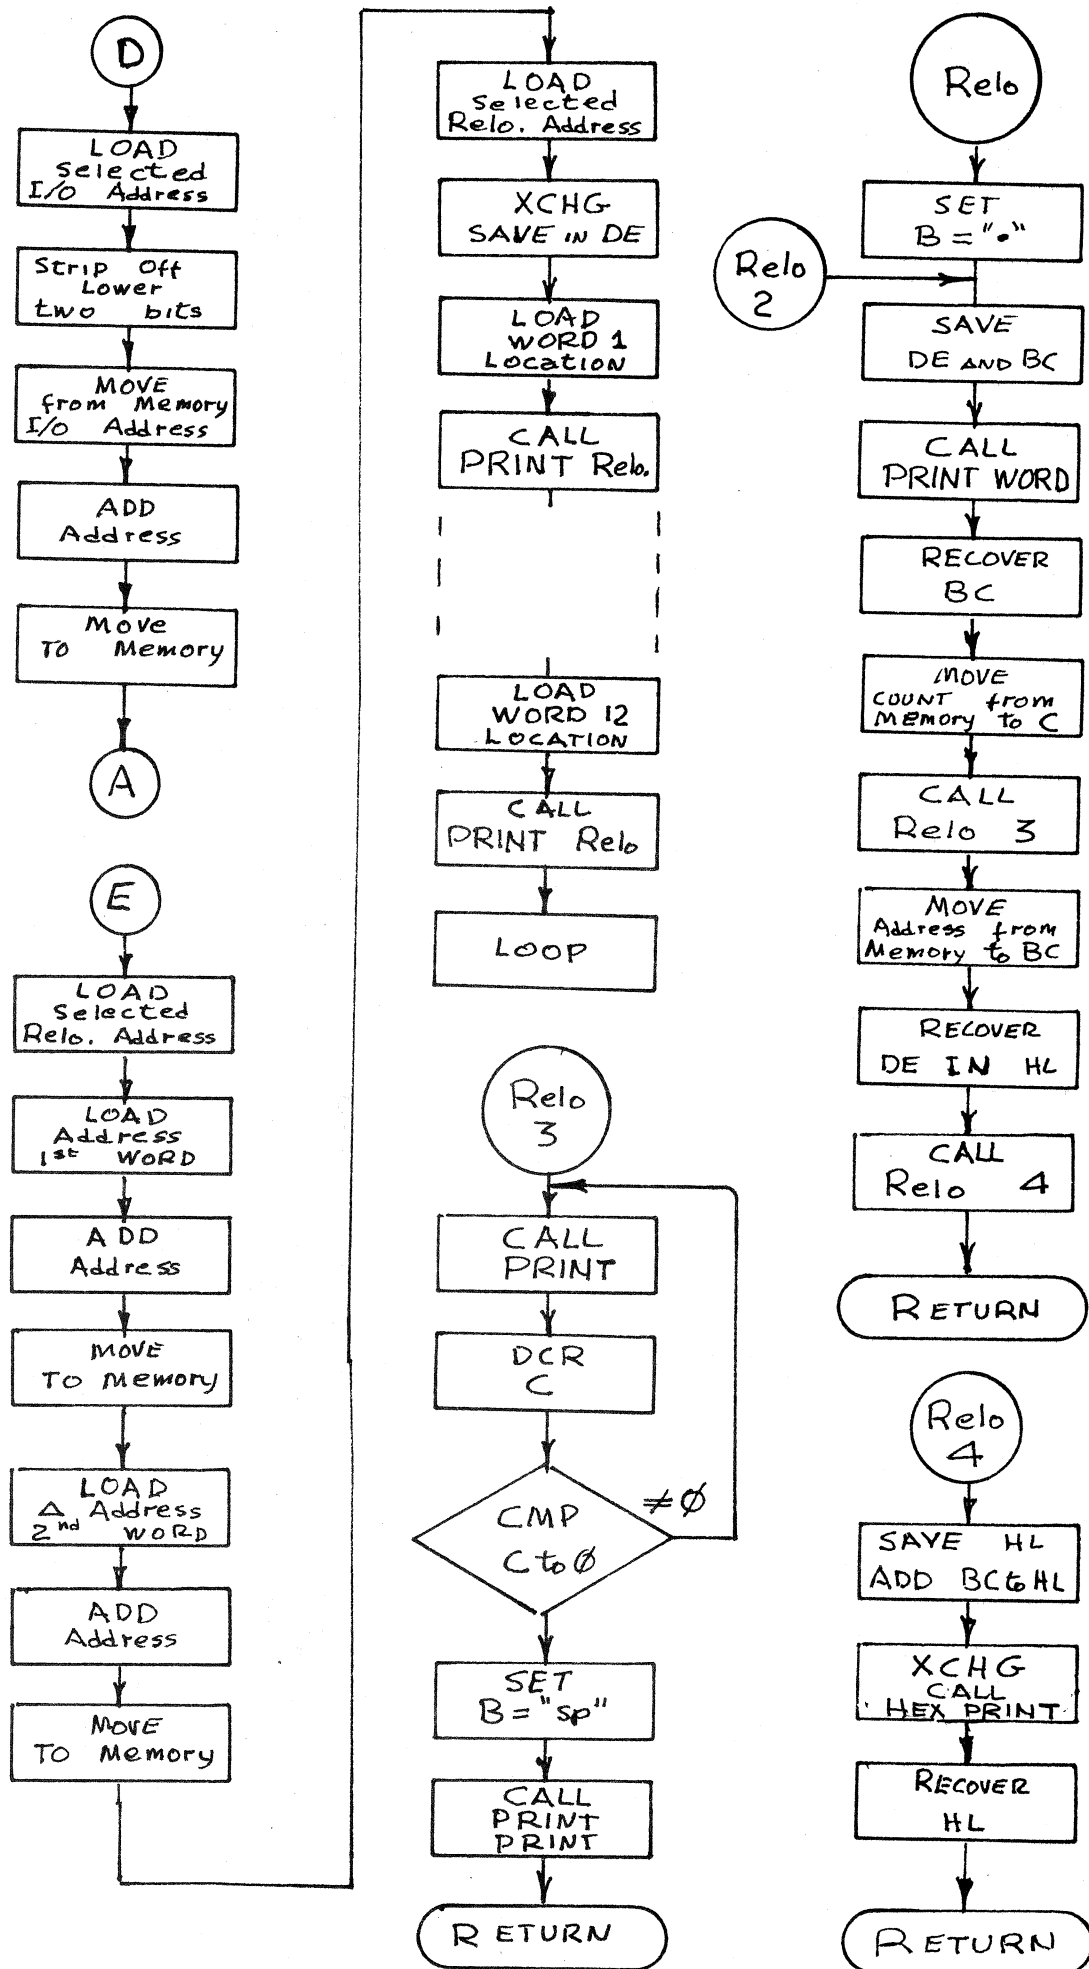 D
LOAD
Selected
I/O Address
Strip Off
Lower
two bits
MOVE
from Memory
I/O Address
ADD
Address
Move
To Memory
A
E
LOAD
Selected
Relo. Address
LOAD
Address
1st WORD
ADD
Address
MOVE
TO Memory
LOAD
Δ Address
2nd WORD
ADD
Address
MOVE
TO Memory
LOAD
Selected
Relo. Address
XCHG
SAVE IN DE
LOAD
WORD 1
Location
CALL
PRINT Relo.
LOAD
WORD 12
LOCATION
CALL
PRINT Relo
LOOP
Relo
3
CALL
PRINT
DCR
C
CMP
C to Ø
≠Ø
SET
B = "sp"
CALL
PRINT
PRINT
RETURN
Relo
SET
B = "•"
Relo
2
SAVE
DE AND BC
CALL
PRINT WORD
RECOVER
BC
MOVE
COUNT from
Memory to C
CALL
Relo 3
MOVE
Address from
Memory to BC
RECOVER
DE IN HL
CALL
Relo 4
RETURN
Relo
4
SAVE HL
ADD BC to HL
XCHG
CALL
HEX PRINT
RECOVER
HL
RETURN